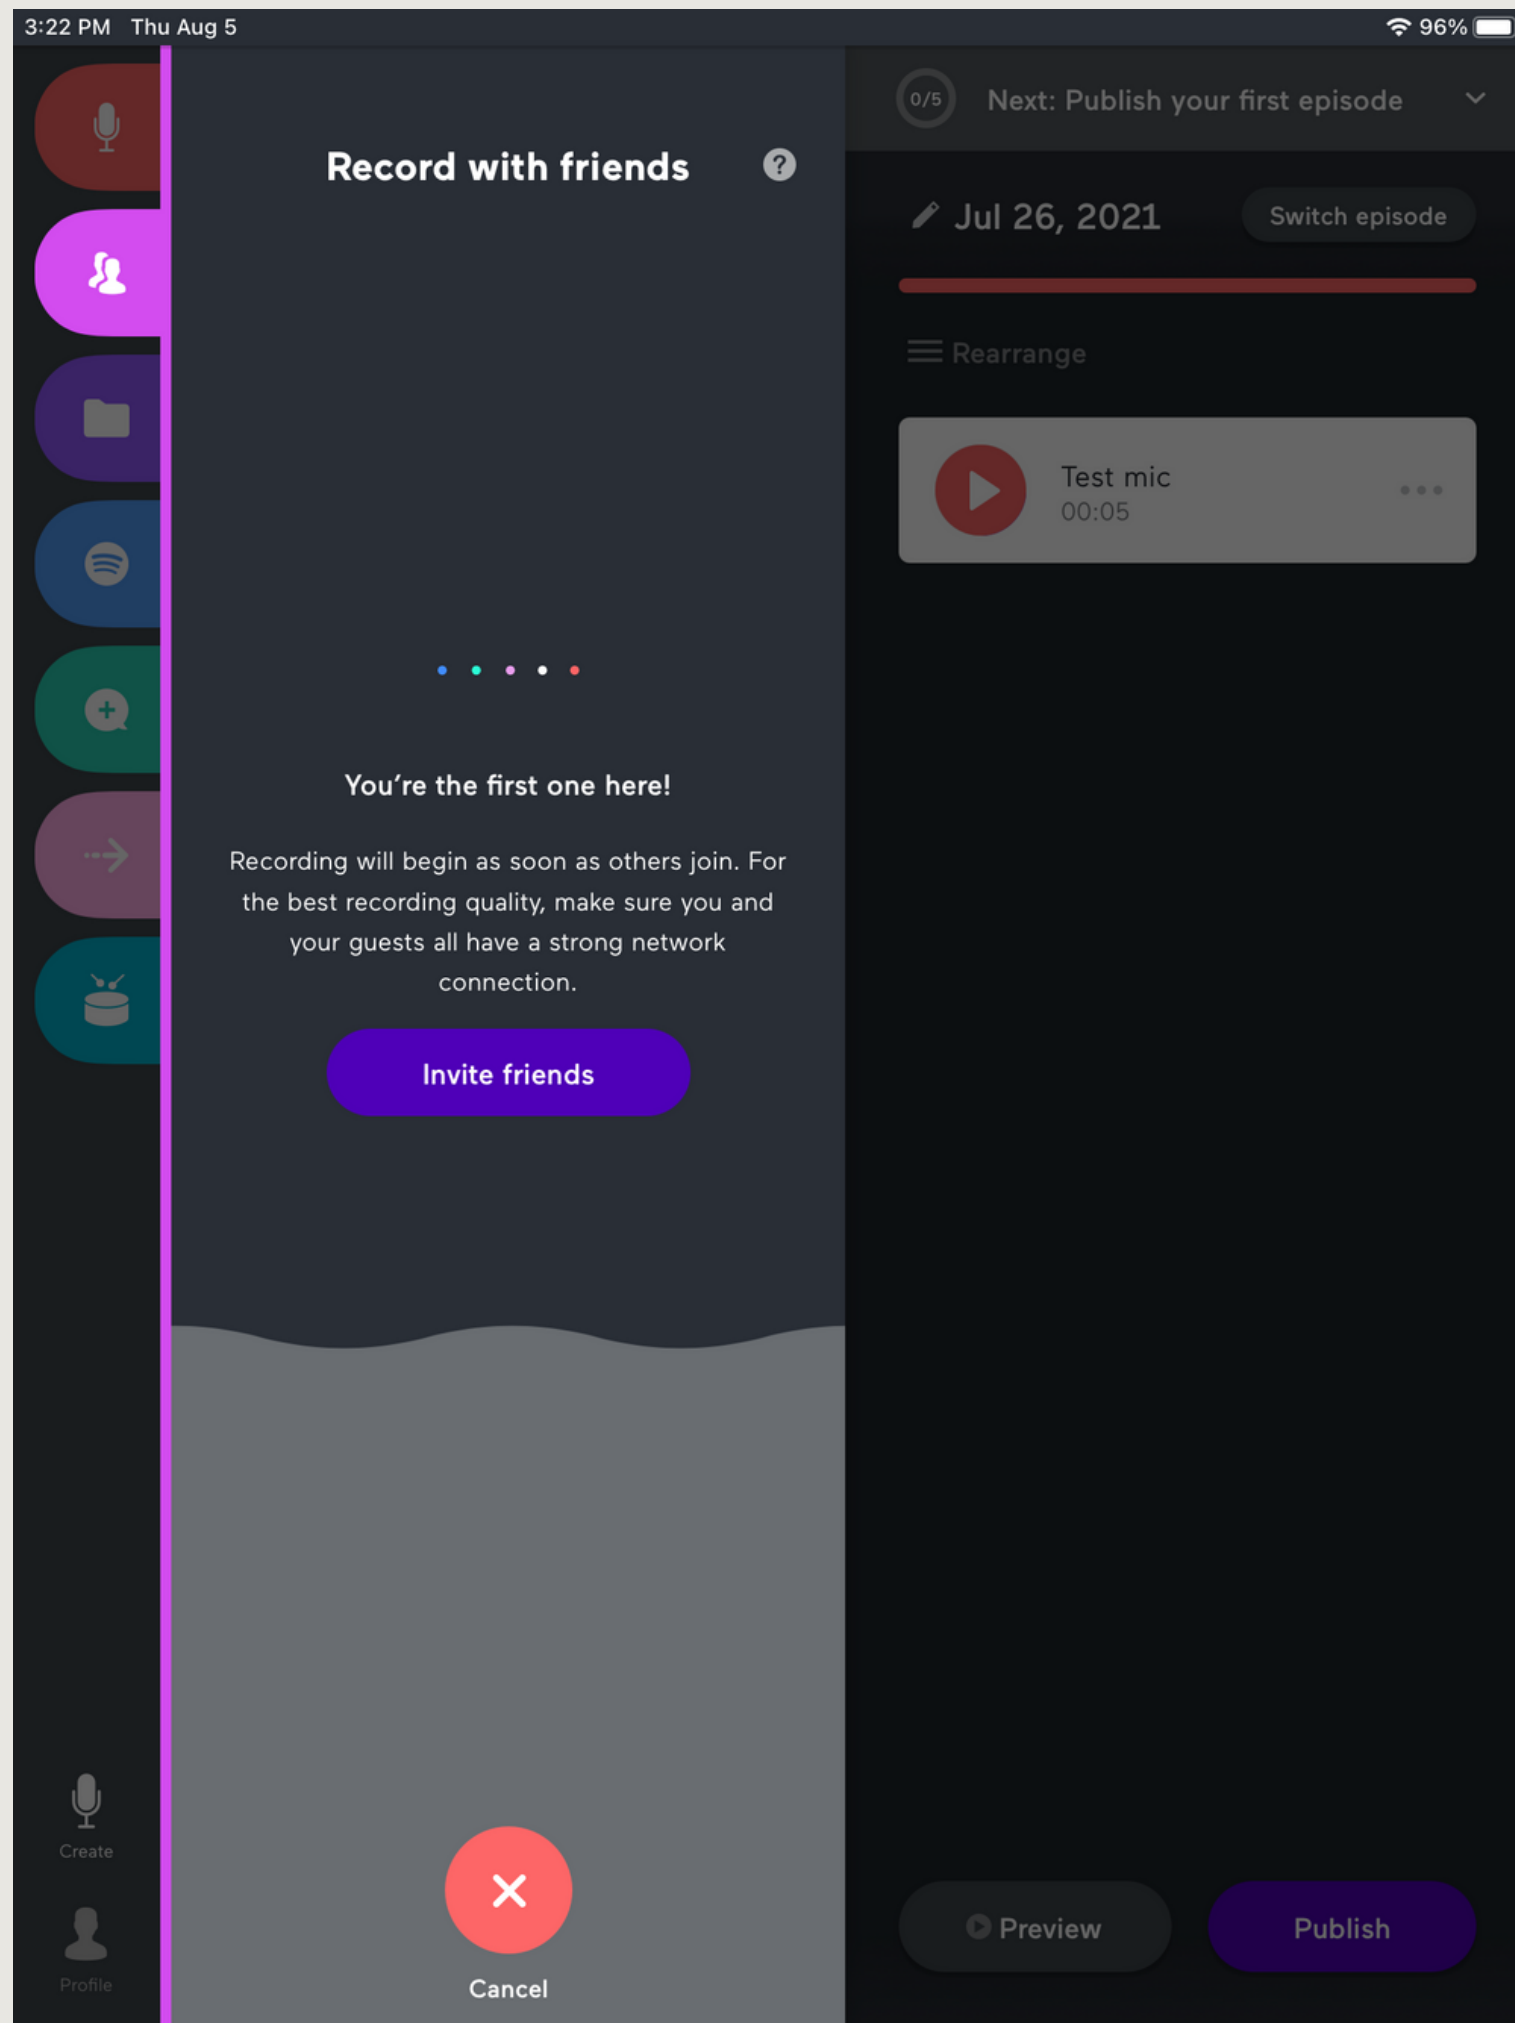 3:22 PM Thu Aug 5
96%
Record with friends
?
0/5
Next: Publish your first episode
Jul 26, 2021
Switch episode
Rearrange
Test mic
00:05
You're the first one here!
Recording will begin as soon as others join. For
the best recording quality, make sure you and
your guests all have a strong network
connection.
Invite friends
Create
Profile
Cancel
Preview
Publish